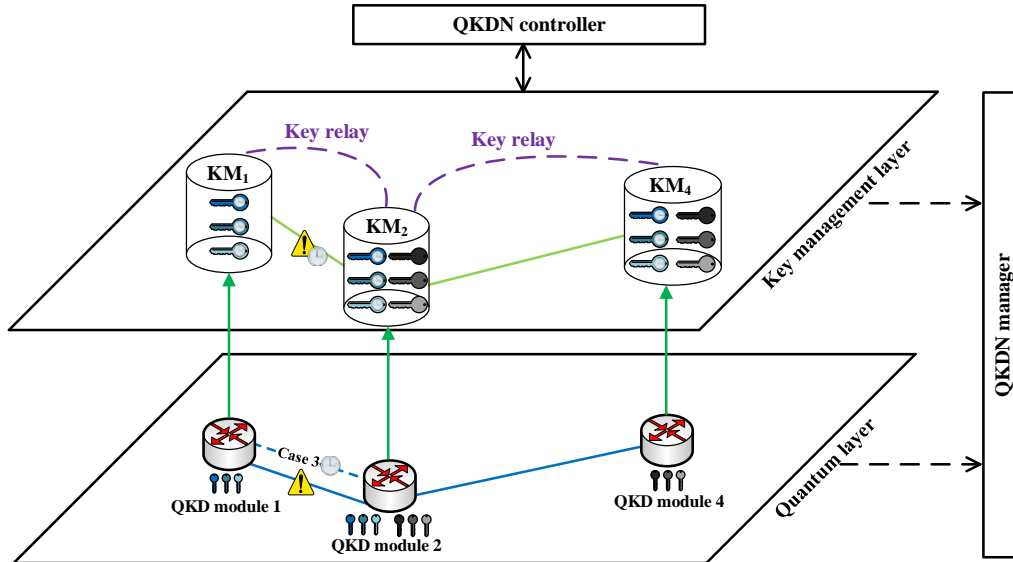 QKDN controller
Key relay
Key relay
KM1
KM2
KM4
Key management layer
QKDN manager
Case 3
QKD module 1
QKD module 2
QKD module 4
Quantum layer